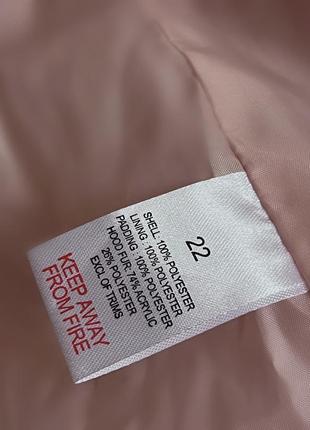 22
SHELL: 100% POLYESTER
LINING : 100% POLYESTER
PADDING : 100% POLYESTER
HOOD FUR: 74% ACRYLIC
26% POLYESTER
EXCL OF TRIMS
KEEP AWAY
FROM FIRE